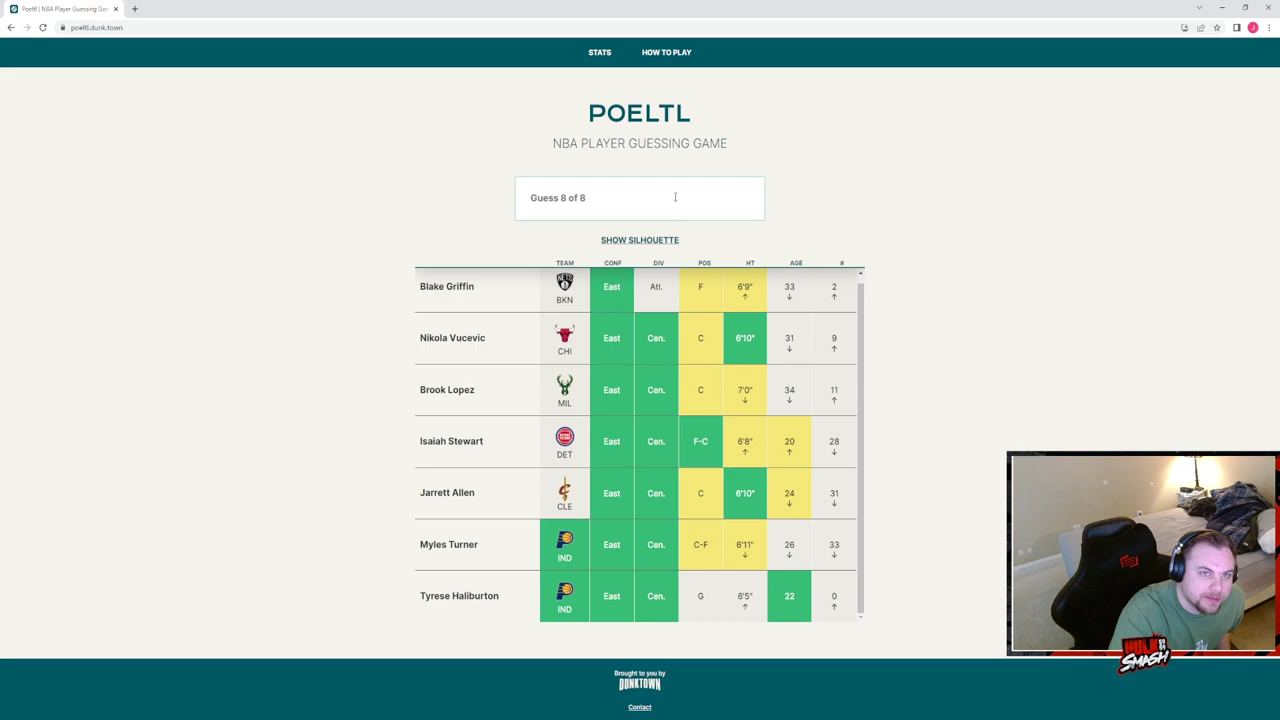 Poeltl | NBA Player Guessing Game
poeltl.dunk.town
STATS HOW TO PLAY
POELTL
NBA PLAYER GUESSING GAME
Guess 8 of 8
SHOW SILHOUETTE
TEAM CONF DIV POS HT AGE #
Blake Griffin NETS BKN East Atl. F 6'9" ↑ 33 ↓ 2 ↑
Nikola Vucevic CHI East Cen. C 6'10" 31 ↓ 9 ↑
Brook Lopez MIL East Cen. C 7'0" ↓ 34 ↓ 11 ↑
Isaiah Stewart DET East Cen. F-C 6'8" ↑ 20 ↑ 28 ↓
Jarrett Allen CLE East Cen. C 6'10" 24 ↓ 31 ↓
Myles Turner IND East Cen. C-F 6'11" ↓ 26 ↓ 33 ↓
Tyrese Haliburton IND East Cen. G 6'5" ↑ 22 0 ↑
Brought to you by
DUNKTOWN
Contact
HULK
SMASH